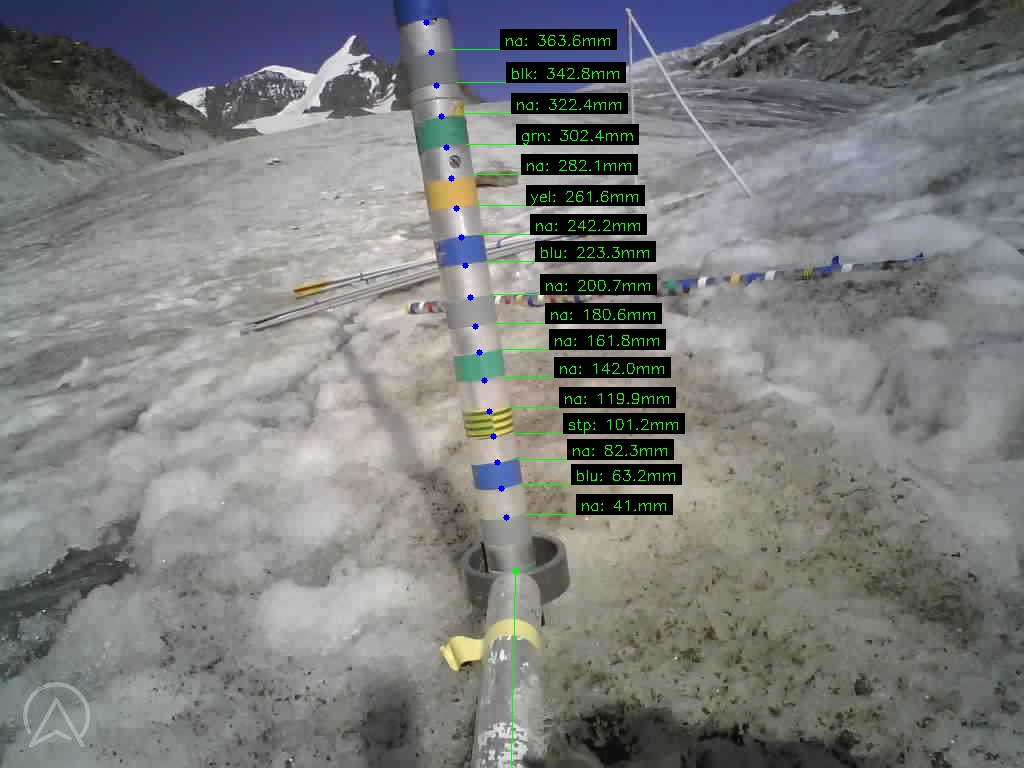 na: 363.6mm
blk: 342.8mm
na: 322.4mm
grn: 302.4mm
na: 282.1mm
yel: 261.6mm
na: 242.2mm
blu: 223.3mm
na: 200.7mm
na: 180.6mm
na: 161.8mm
na: 142.0mm
na: 119.9mm
stp: 101.2mm
na: 82.3mm
blu: 63.2mm
na: 41.mm